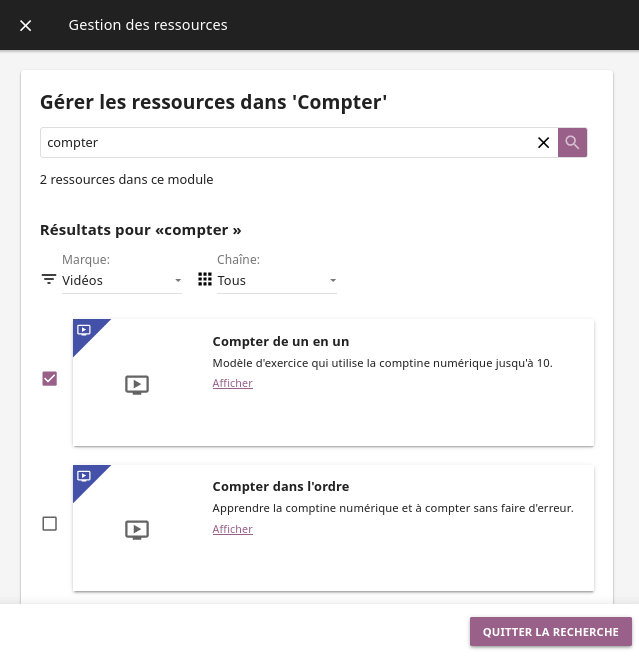 Gestion des ressources
Gérer les ressources dans 'Compter'
compter
2 ressources dans ce module
Résultats pour «compter »
Marque:
Chaîne:
Vidéos
Tous
Compter de un en un
Modèle d'exercice qui utilise la comptine numérique jusqu'à 10.
Afficher
Compter dans l'ordre
Apprendre la comptine numérique et à compter sans faire d'erreur.
Afficher
QUITTER LA RECHERCHE